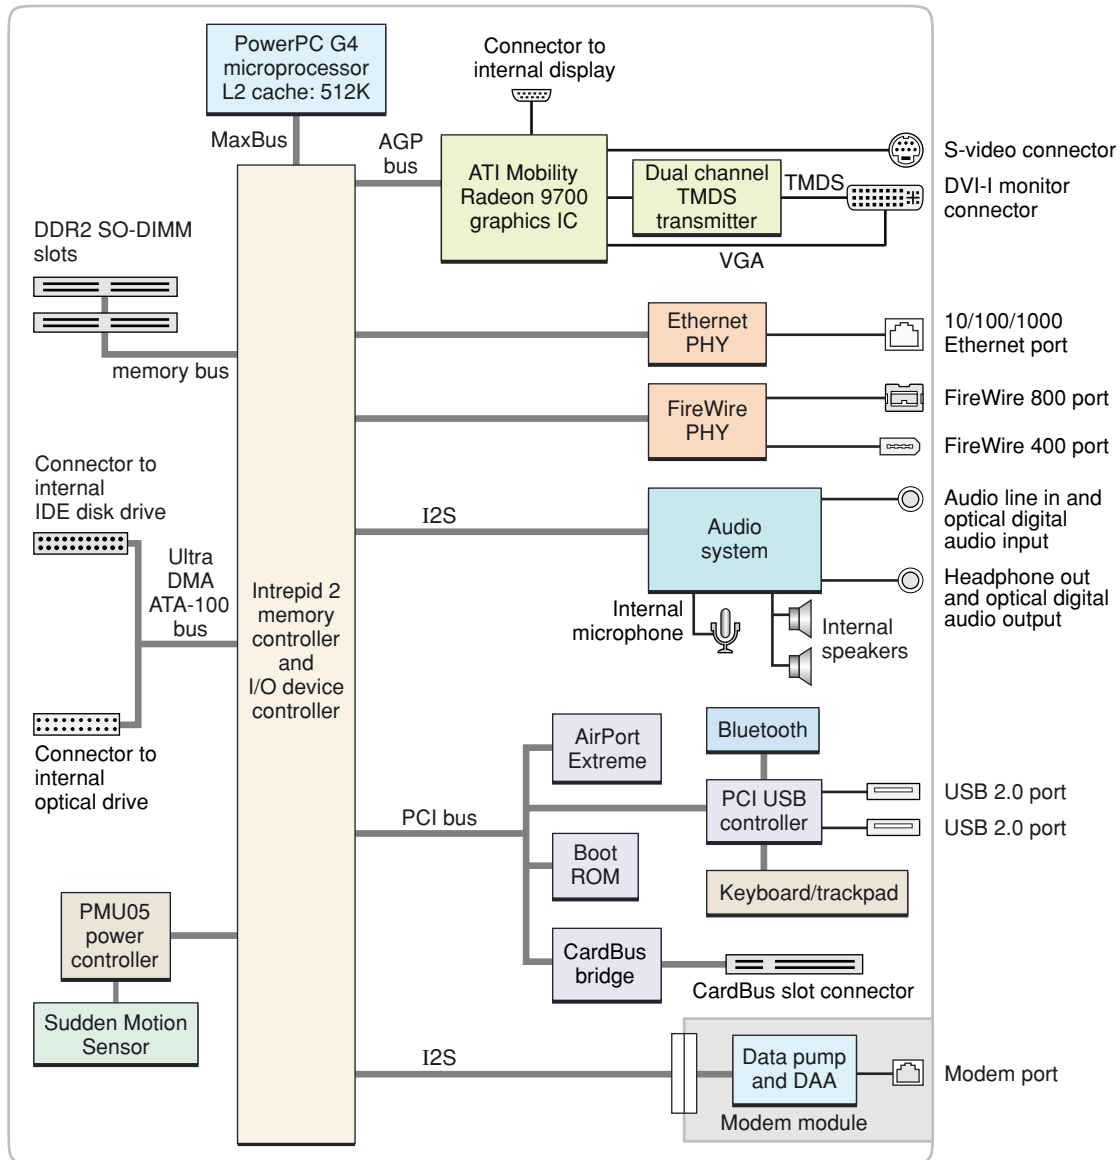 PowerPC G4
microprocessor
L2 cache: 512K
MaxBus
Connector to
internal display
AGP
bus
ATI Mobility
Radeon 9700
graphics IC
Dual channel
TMDS
transmitter
TMDS
VGA
S-video connector
DVI-I monitor
connector
DDR2 SO-DIMM
slots
memory bus
Ethernet
PHY
10/100/1000
Ethernet port
FireWire
PHY
FireWire 800 port
FireWire 400 port
Connector to
internal
IDE disk drive
Ultra
DMA
ATA-100
bus
Connector to
internal
optical drive
Intrepid 2
memory
controller
and
I/O device
controller
I2S
Audio
system
Audio line in and
optical digital
audio input
Headphone out
and optical digital
audio output
Internal
microphone
Internal
speakers
PCI bus
AirPort
Extreme
Bluetooth
PCI USB
controller
USB 2.0 port
USB 2.0 port
Boot
ROM
Keyboard/trackpad
CardBus
bridge
CardBus slot connector
PMU05
power
controller
Sudden Motion
Sensor
I2S
Data pump
and DAA
Modem module
Modem port